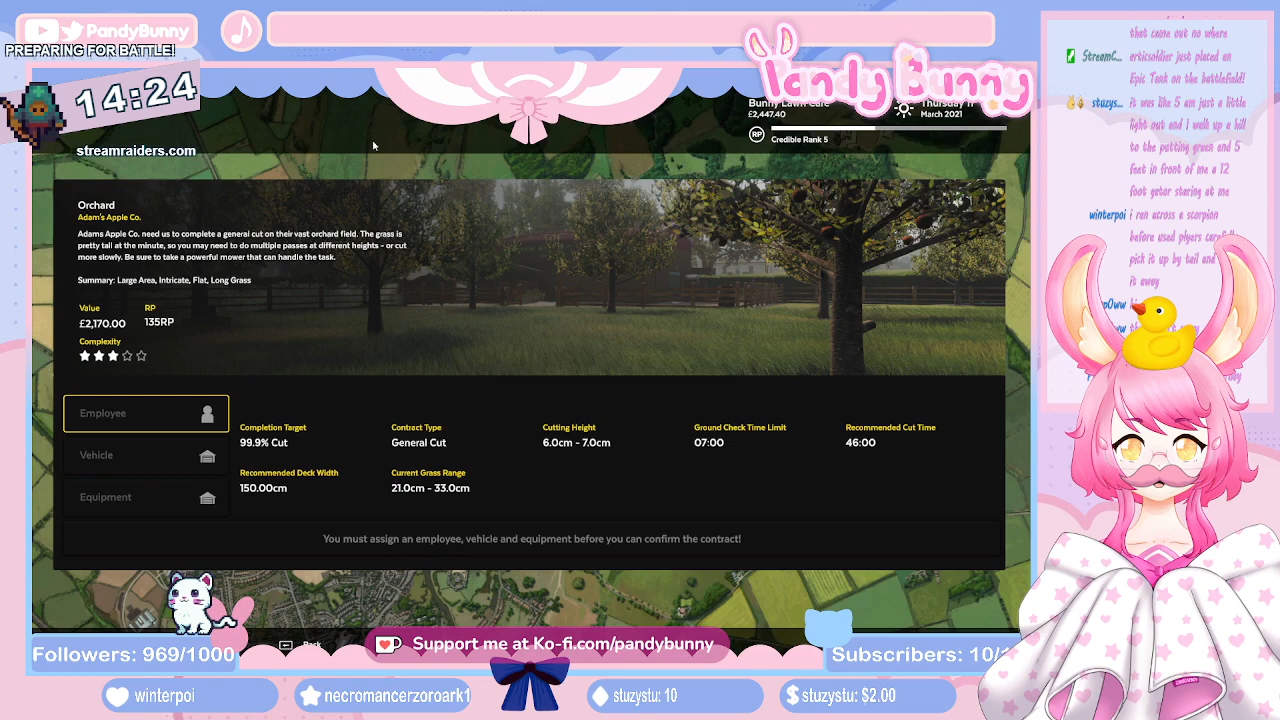 PandyBunny
PREPARING FOR BATTLE!
14:24
streamraiders.com
Pandy Bunny
Bunny Lawn Care
£2,447.40
Thursday 11
March 2021
RP
Credible Rank 5
Orchard
Adam's Apple Co.
Adams Apple Co. need us to complete a general cut on their vast orchard field. The grass is
pretty tall at the minute, so you may need to do multiple passes at different heights - or cut
more slowly. Be sure to take a powerful mower that can handle the task.
Summary: Large Area, Intricate, Flat, Long Grass
Value
£2,170.00
RP
135RP
Complexity
Employee
Vehicle
Equipment
Completion Target
99.9% Cut
Contract Type
General Cut
Cutting Height
6.0cm - 7.0cm
Ground Check Time Limit
07:00
Recommended Cut Time
46:00
Recommended Deck Width
150.00cm
Current Grass Range
21.0cm - 33.0cm
You must assign an employee, vehicle and equipment before you can confirm the contract!
Back
Support me at Ko-fi.com/pandybunny
Followers: 969/1000
Subscribers: 10/1
winterpoi
necromancerzoroark1
stuzystu: 10
stuzystu: $2.00
that came out no where
StreamC... articsoldier just placed an
Epic Tank on the battlefield!
stuzys... it was like 5 am just a little
light out and I walk up a hill
to the putting green and 5
feet in front of me a 12
foot gator staring at me
winterpoi i ran across a scorpion
before used plyers
pick it up by tail and
it away